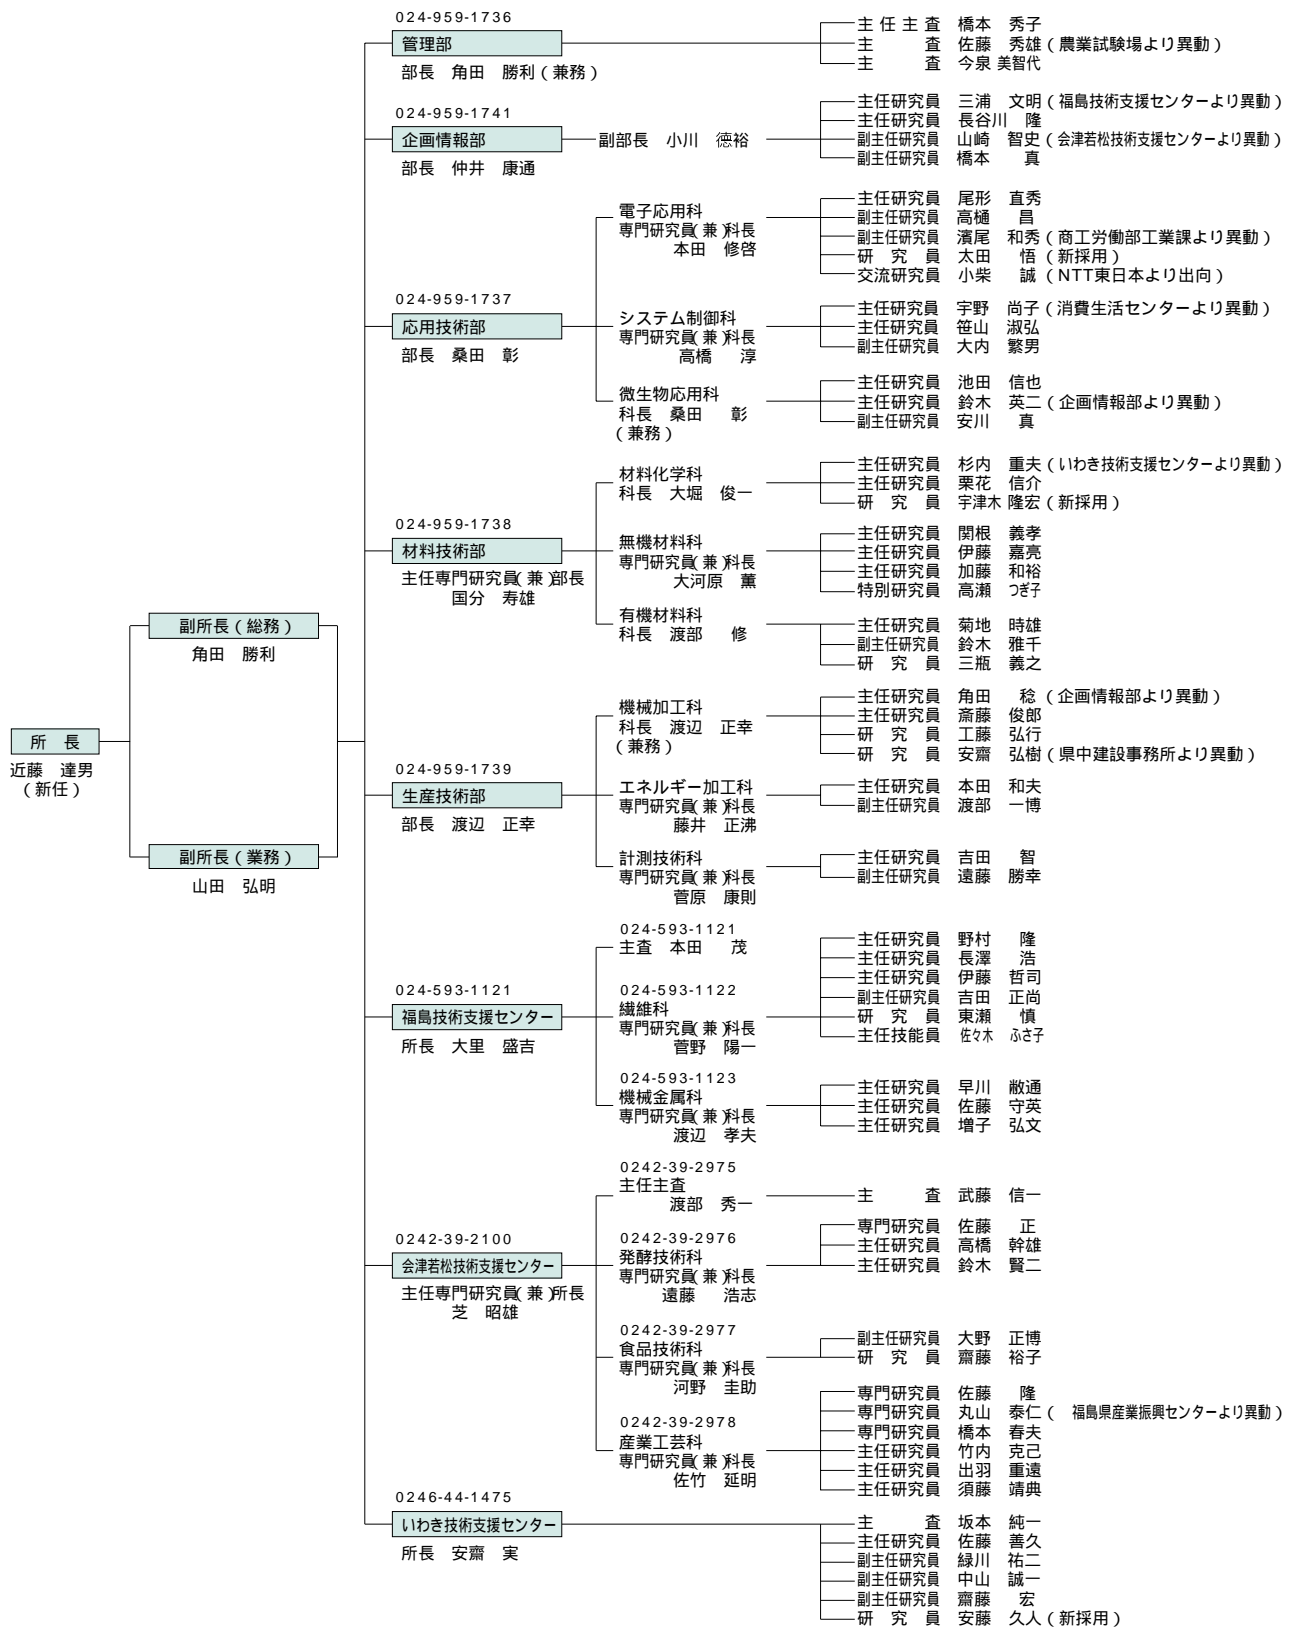 所 長
近藤 達男
（新任）
副所長（総務）
角田 勝利
副所長（業務）
山田 弘明
024-959-1736
管理部
部長 角田 勝利（兼務）
主任主査 橋本 秀子
主 査 佐藤 秀雄（農業試験場より異動）
主 査 今泉 美智代
024-959-1741
企画情報部
部長 仲井 康通
副部長 小川 徳裕
主任研究員 三浦 文明（福島技術支援センターより異動）
主任研究員 長谷川 隆
副主任研究員 山崎 智史（会津若松技術支援センターより異動）
副主任研究員 橋本 真
024-959-1737
応用技術部
部長 桑田 彰
電子応用科
専門研究員（兼）科長
本田 修啓
主任研究員 尾形 直秀
副主任研究員 高樋 昌
副主任研究員 濱尾 和秀（商工労働部工業課より異動）
研 究 員 太田 悟（新採用）
交流研究員 小柴 誠（NTT東日本より出向）
システム制御科
専門研究員（兼）科長
高橋 淳
主任研究員 宇野 尚子（消費生活センターより異動）
主任研究員 笹山 淑弘
副主任研究員 大内 繁男
微生物応用科
科長 桑田 彰
（兼務）
主任研究員 池田 信也
主任研究員 鈴木 英二（企画情報部より異動）
副主任研究員 安川 真
024-959-1738
材料技術部
主任専門研究員（兼）部長
国分 寿雄
材料化学科
科長 大堀 俊一
主任研究員 杉内 重夫（いわき技術支援センターより異動）
主任研究員 栗花 信介
研 究 員 宇津木 隆宏（新採用）
無機材料科
専門研究員（兼）科長
大河原 薫
主任研究員 関根 義孝
主任研究員 伊藤 嘉亮
主任研究員 加藤 和裕
特別研究員 高瀬 つぎ子
有機材料科
科長 渡部 修
主任研究員 菊地 時雄
副主任研究員 鈴木 雅千
研 究 員 三瓶 義之
024-959-1739
生産技術部
部長 渡辺 正幸
機械加工科
科長 渡辺 正幸
（兼務）
主任研究員 角田 稔（企画情報部より異動）
主任研究員 斎藤 俊郎
研 究 員 工藤 弘行
研 究 員 安齋 弘樹（県中建設事務所より異動）
エネルギー加工科
専門研究員（兼）科長
藤井 正沸
主任研究員 本田 和夫
副主任研究員 渡部 一博
計測技術科
専門研究員（兼）科長
菅原 康則
主任研究員 吉田 智
副主任研究員 遠藤 勝幸
024-593-1121
福島技術支援センター
所長 大里 盛吉
024-593-1121
主査 本田 茂
024-593-1122
繊維科
専門研究員（兼）科長
菅野 陽一
主任研究員 野村 隆
主任研究員 長澤 浩
主任研究員 伊藤 哲司
副主任研究員 吉田 正尚
研 究 員 東瀬 慎
主任技能員 佐々木 ふさ子
024-593-1123
機械金属科
専門研究員（兼）科長
渡辺 孝夫
主任研究員 早川 敝通
主任研究員 佐藤 守英
主任研究員 増子 弘文
0242-39-2100
会津若松技術支援センター
主任専門研究員（兼）所長
芝 昭雄
0242-39-2975
主任主査
渡部 秀一
主 査 武藤 信一
0242-39-2976
発酵技術科
専門研究員（兼）科長
遠藤 浩志
専門研究員 佐藤 正
主任研究員 高橋 幹雄
主任研究員 鈴木 賢二
0242-39-2977
食品技術科
専門研究員（兼）科長
河野 圭助
副主任研究員 大野 正博
研 究 員 齋藤 裕子
0242-39-2978
産業工芸科
専門研究員（兼）科長
佐竹 延明
専門研究員 佐藤 隆
専門研究員 丸山 泰仁（ 福島県産業振興センターより異動）
専門研究員 橋本 春夫
主任研究員 竹内 克己
主任研究員 出羽 重遠
主任研究員 須藤 靖典
0246-44-1475
いわき技術支援センター
所長 安齋 実
主 査 坂本 純一
主任研究員 佐藤 善久
副主任研究員 緑川 祐二
副主任研究員 中山 誠一
副主任研究員 齋藤 宏
研 究 員 安藤 久人（新採用）